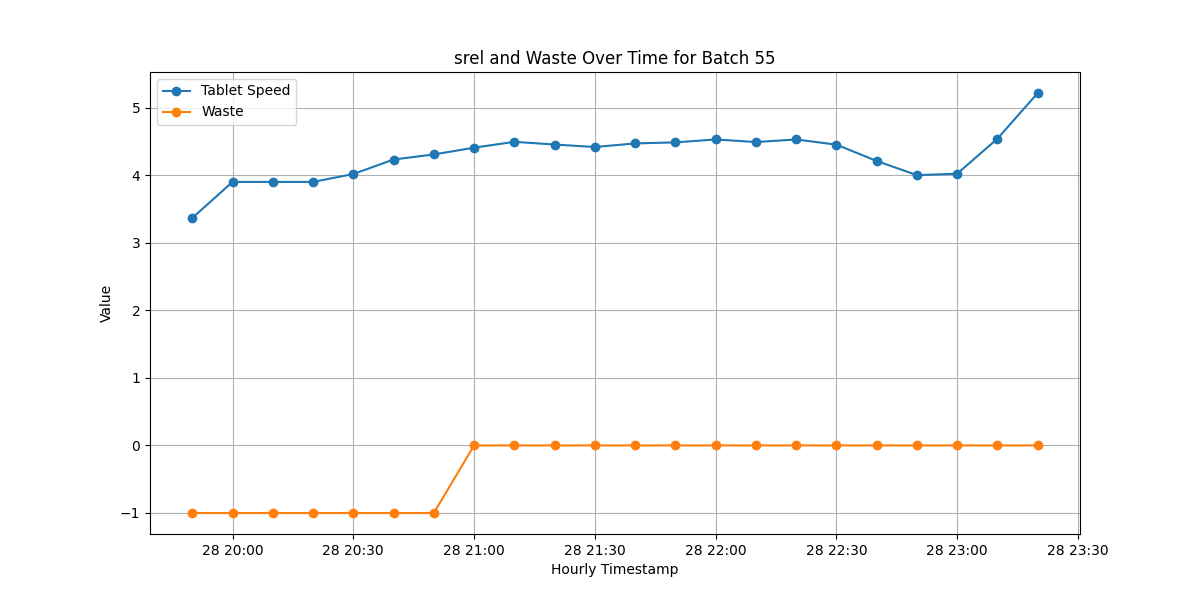 srel and Waste Over Time for Batch 55
Tablet Speed
Waste
5
4
3
2
1
0
−1
Value
28 20:00 28 20:30 28 21:00 28 21:30 28 22:00 28 22:30 28 23:00 28 23:30
Hourly Timestamp